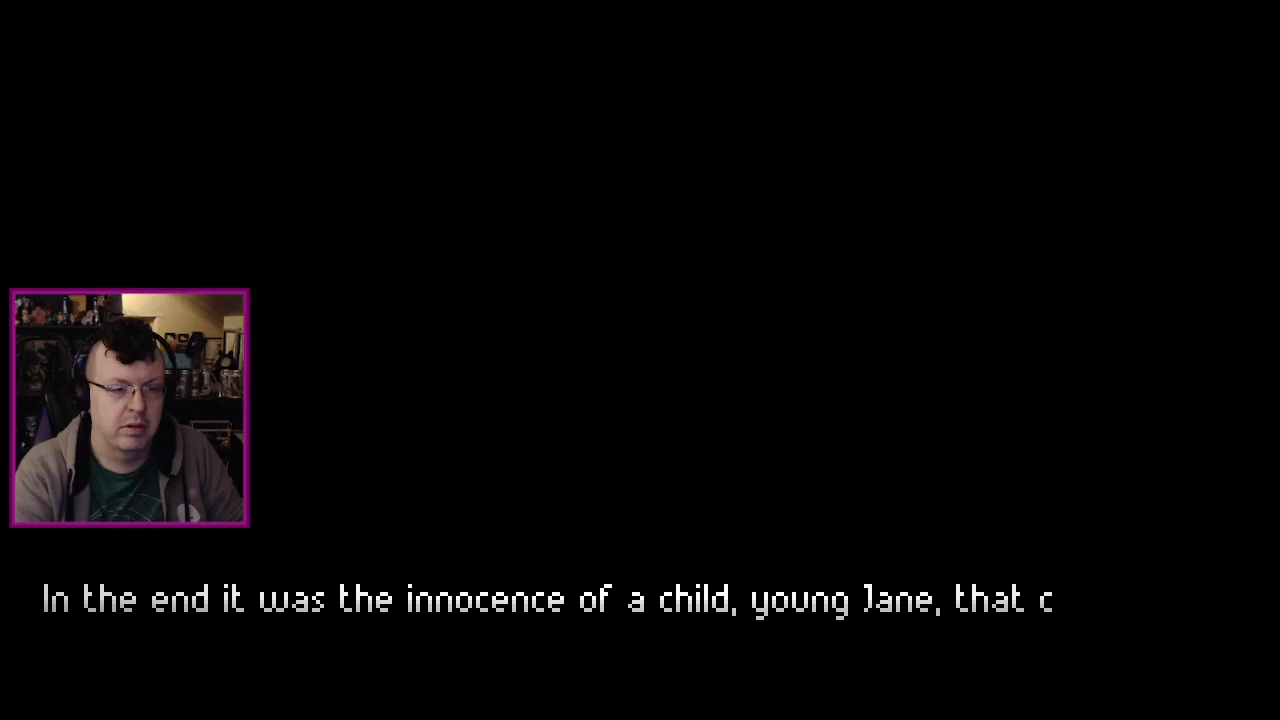 In the end it was the innocence of a child, young Jane, that c